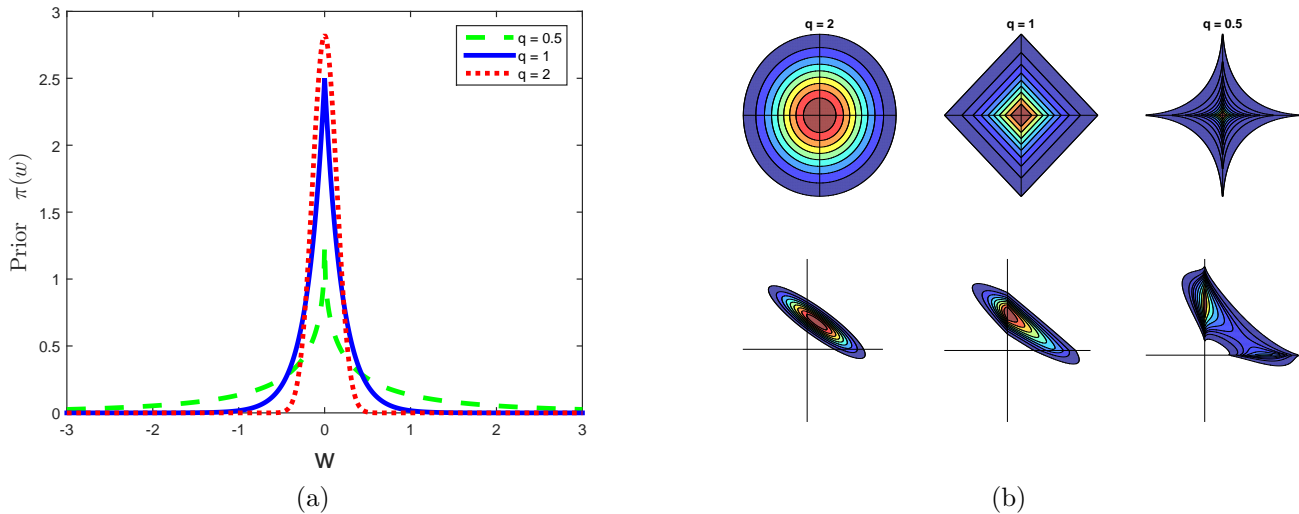 3
2.5
2
1.5
1
0.5
0
-3 -2 -1 0 1 2 3
Prior π(w)
w
q = 0.5
q = 1
q = 2
(a)
q = 2 q = 1 q = 0.5
(b)